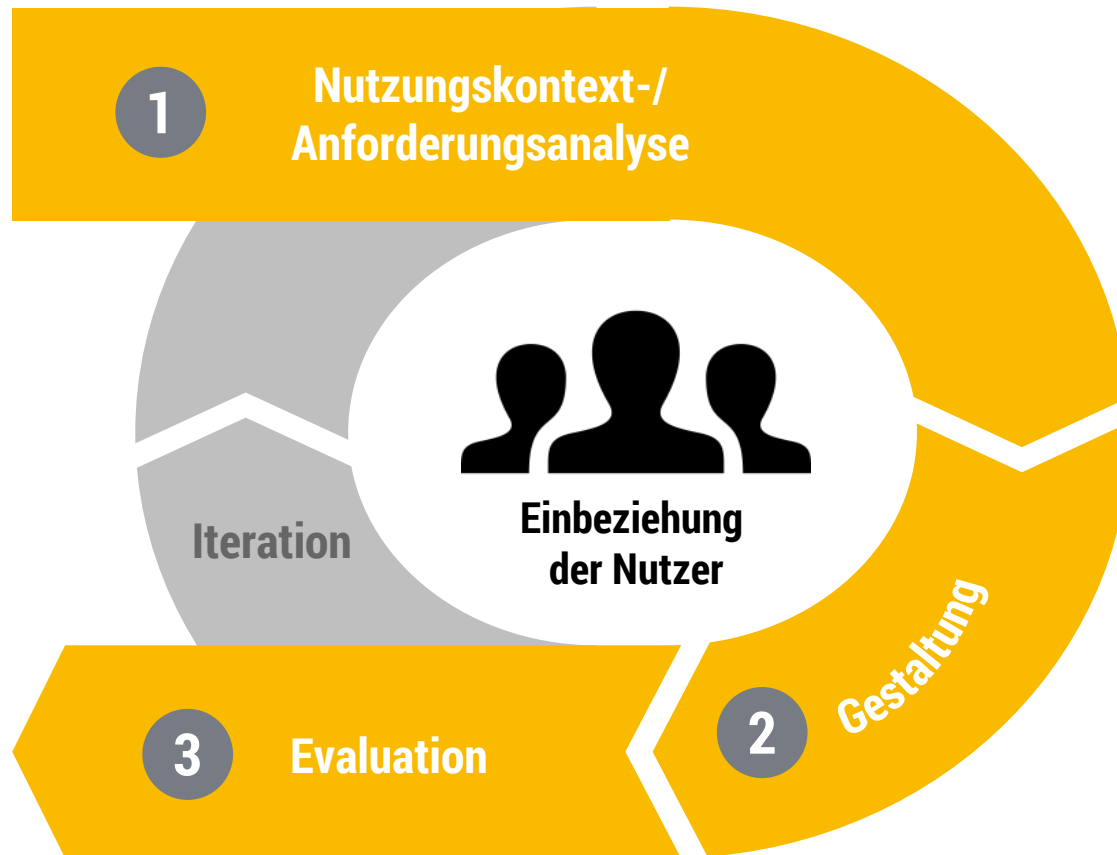 1
Nutzungskontext-/
Anforderungsanalyse
Einbeziehung
der Nutzer
Iteration
Gestaltung
2
3
Evaluation